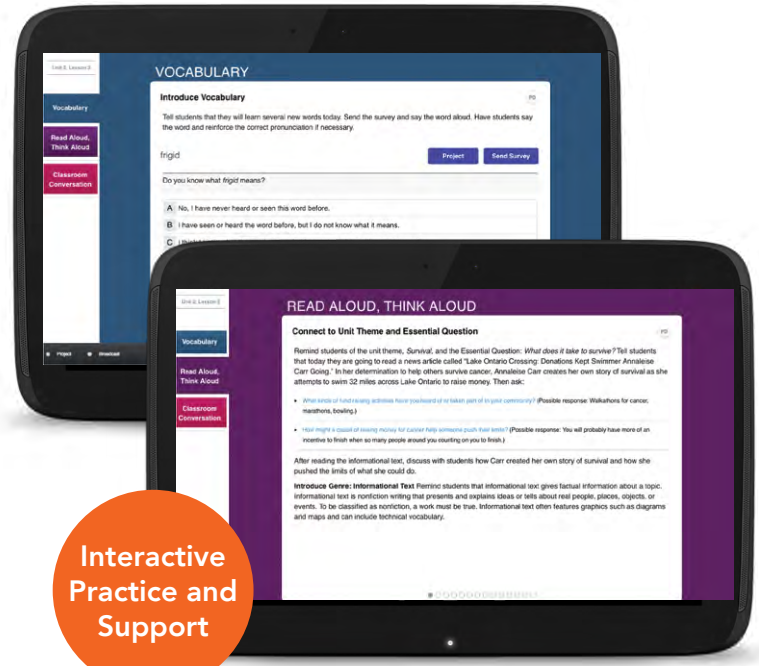 Unit 2, Lesson 2
VOCABULARY
Vocabulary
Read Aloud,
Think Aloud
Classroom
Conversation
Introduce Vocabulary
PD
Tell students that they will learn several new words today. Send the survey and say the word aloud. Have students say
the word and reinforce the correct pronunciation if necessary.
frigid
Project
Send Survey
Do you know what frigid means?
A No, I have never heard or seen this word before.
B I have seen or heard the word before, but I do not know what it means.
C I think
Project
Download
Unit 2, Lesson 2
READ ALOUD, THINK ALOUD
Vocabulary
Read Aloud,
Think Aloud
Classroom
Conversation
Connect to Unit Theme and Essential Question
PD
Remind students of the unit theme, Survival, and the Essential Question: What does it take to survive? Tell students
that today they are going to read a news article called "Lake Ontario Crossing: Donations Kept Swimmer Annaleise
Carr Going." In her determination to help others survive cancer, Annaleise Carr creates her own story of survival as she
attempts to swim 32 miles across Lake Ontario to raise money. Then ask:
• What kinds of fund raising activities have you heard of or taken part of in your community? (Possible response: Walkathons for cancer,
marathons, bowling.)
• How might a cause of raising money for cancer help someone push their limits? (Possible response: You will probably have more of an
incentive to finish when so many people around you counting on you to finish.)
After reading the informational text, discuss with students how Carr created her own story of survival and how she
pushed the limits of what she could do.
Introduce Genre: Informational Text Remind students that informational text gives factual information about a topic.
Informational text is nonfiction writing that presents and explains ideas or tells about real people, places, objects, or
events. To be classified as nonfiction, a work must be true. Informational text often features graphics such as diagrams
and maps and can include technical vocabulary.
Interactive
Practice and
Support